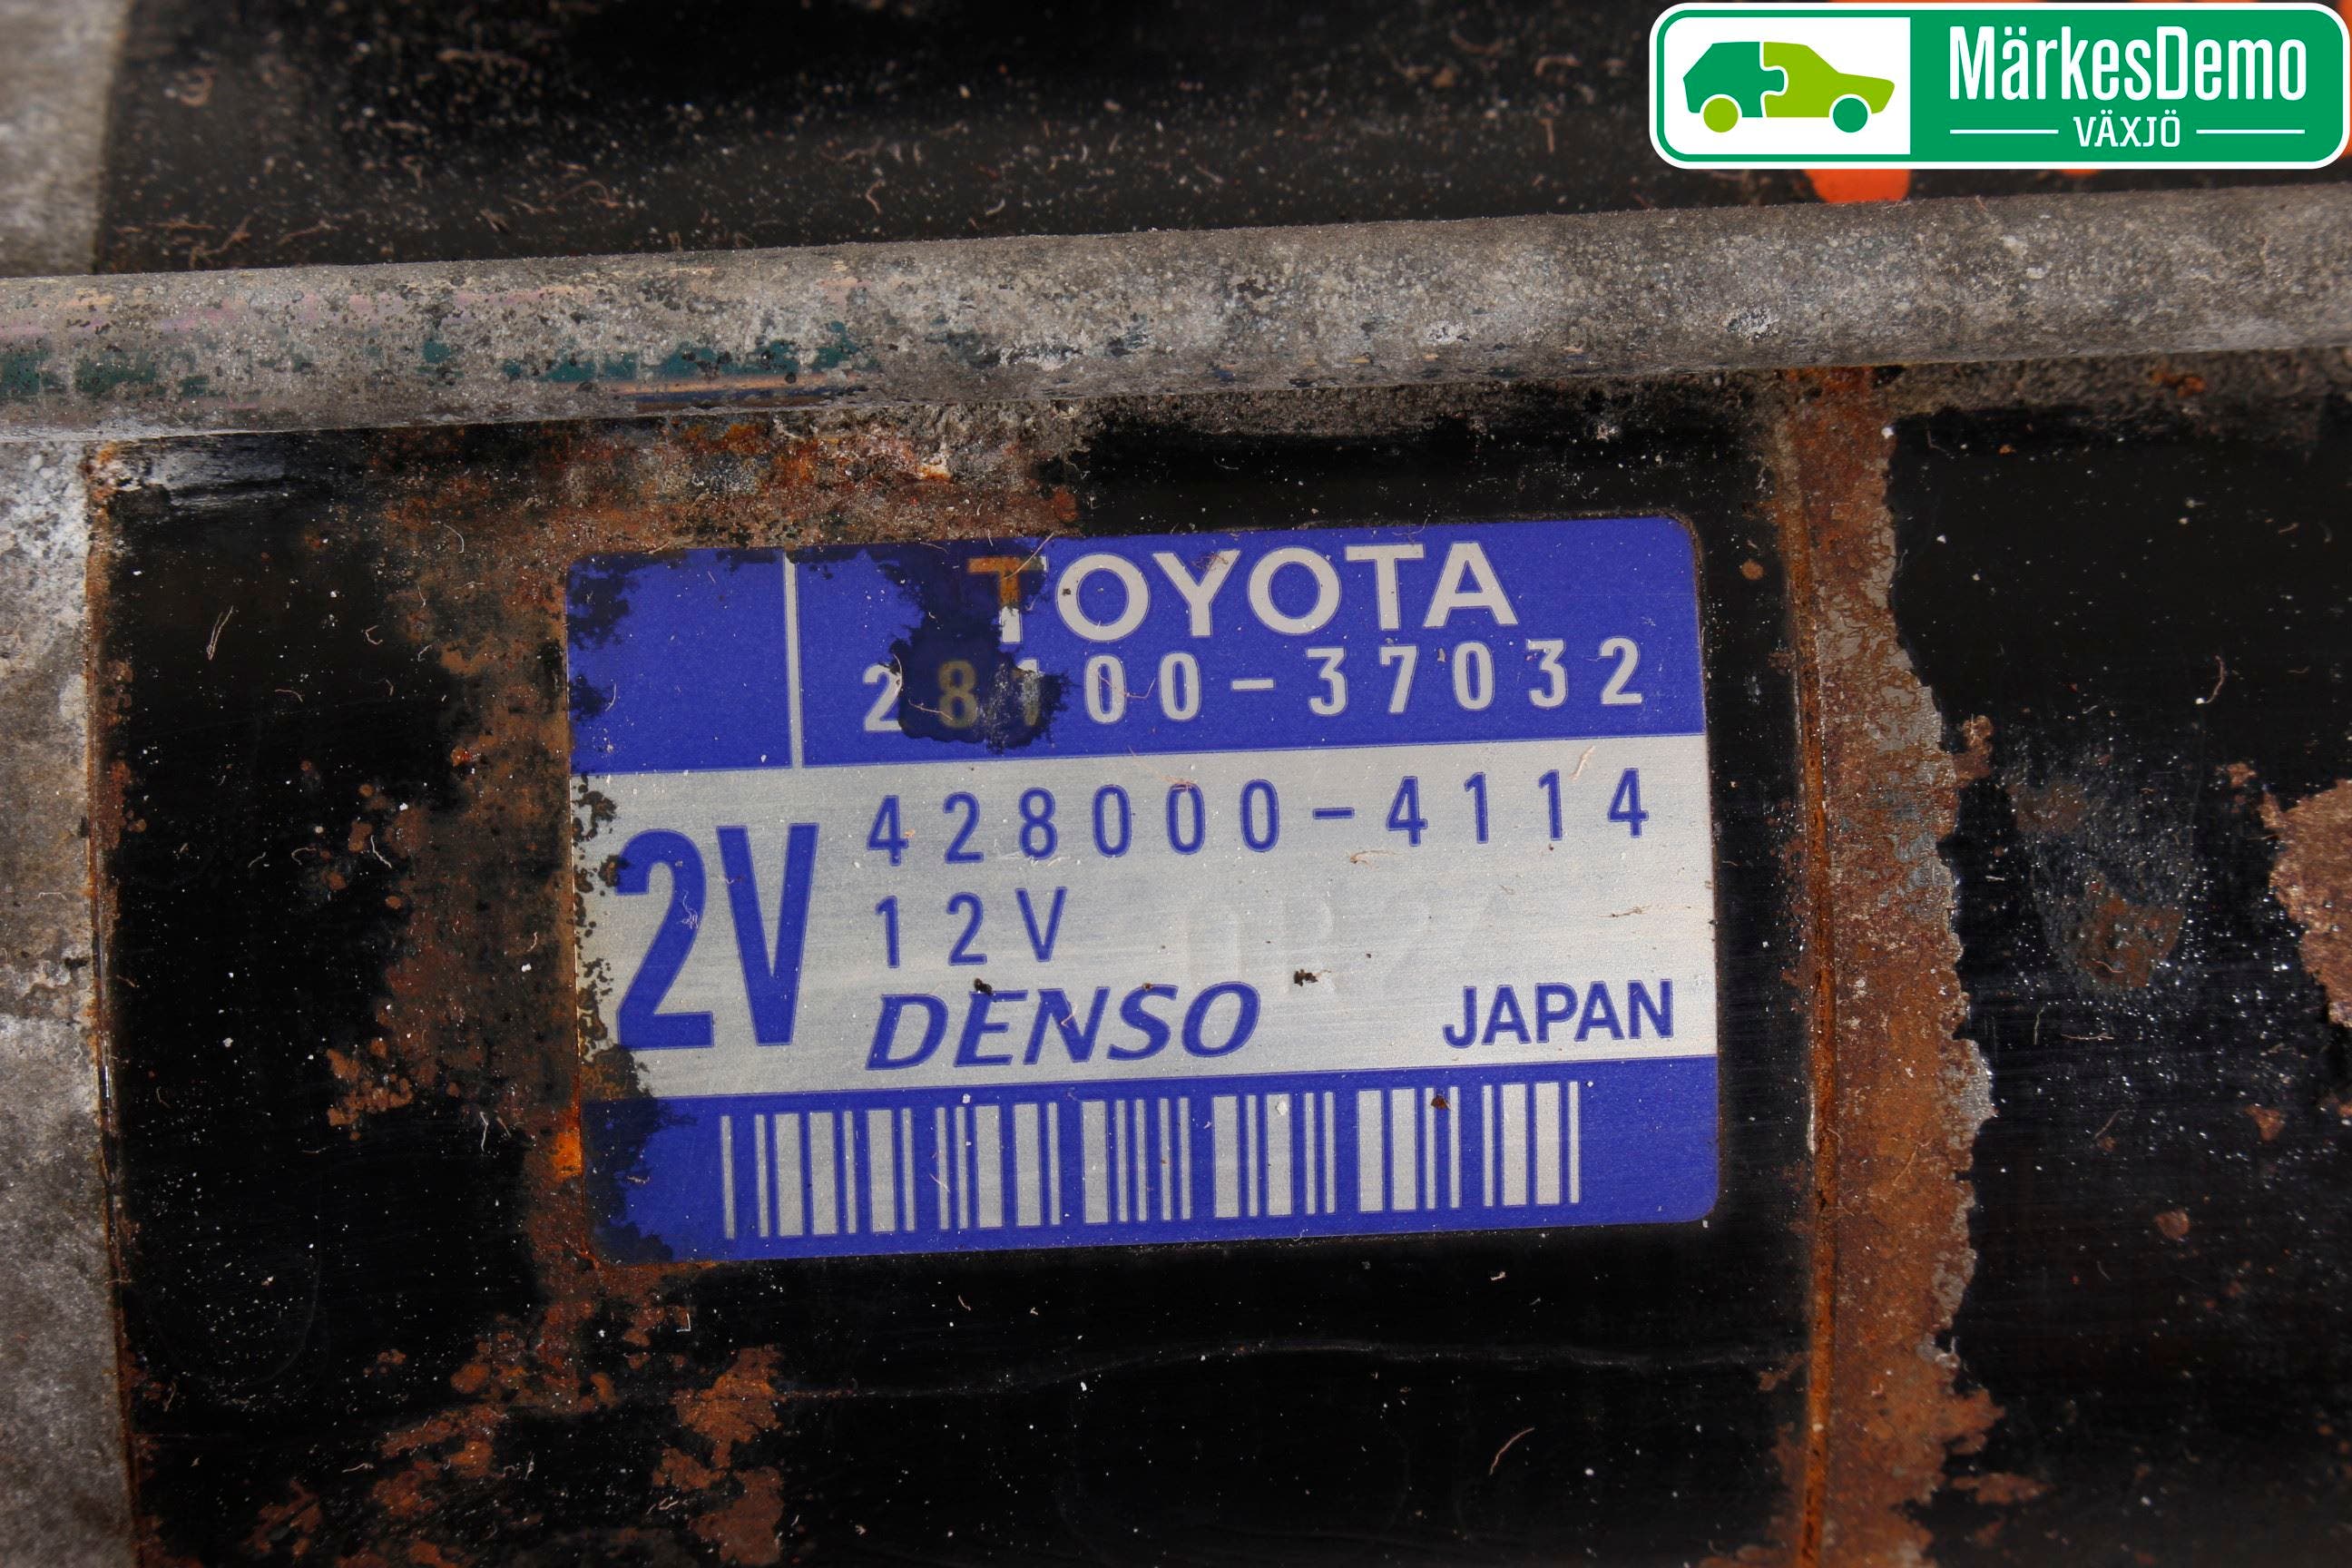 MärkesDemo
VÄXJÖ
TOYOTA
28100-37032
2V
428000-4114
12V
DENSO JAPAN